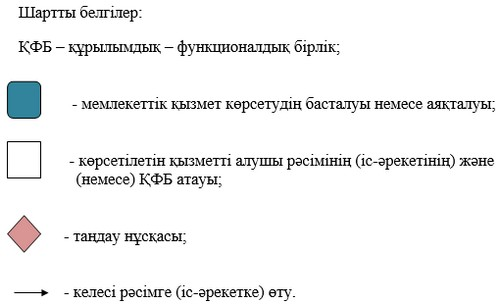 Шартты белгілер:
ҚФБ – құрылымдық – функционалдық бірлік;
- мемлекеттік қызмет көрсетудің басталуы немесе аяқталуы;
- көрсетілетін қызметті алушы рәсімінің (іс-әрекетінің) және
(немесе) ҚФБ атауы;
- таңдау нұсқасы;
- келесі рәсімге (іс-әрекетке) өту.